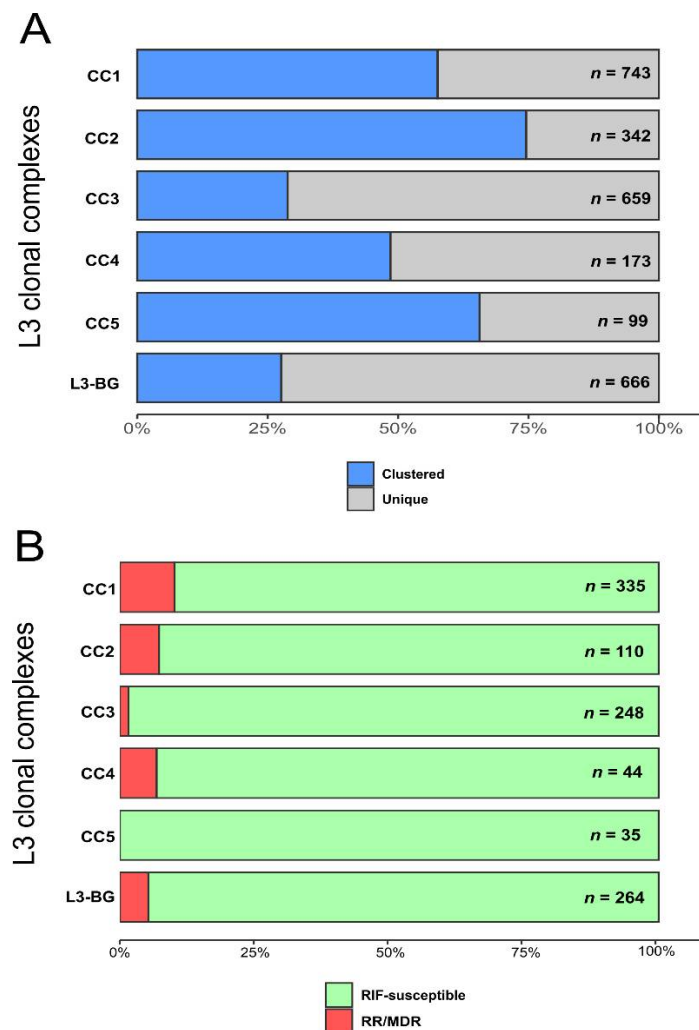 A
L3 clonal complexes
CC1
n = 743
CC2
n = 342
CC3
n = 659
CC4
n = 173
CC5
n = 99
L3-BG
n = 666
0% 25% 50% 75% 100%
Clustered
Unique
B
L3 clonal complexes
CC1
n = 335
CC2
n = 110
CC3
n = 248
CC4
n = 44
CC5
n = 35
L3-BG
n = 264
0% 25% 50% 75% 100%
RIF-susceptible
RR/MDR